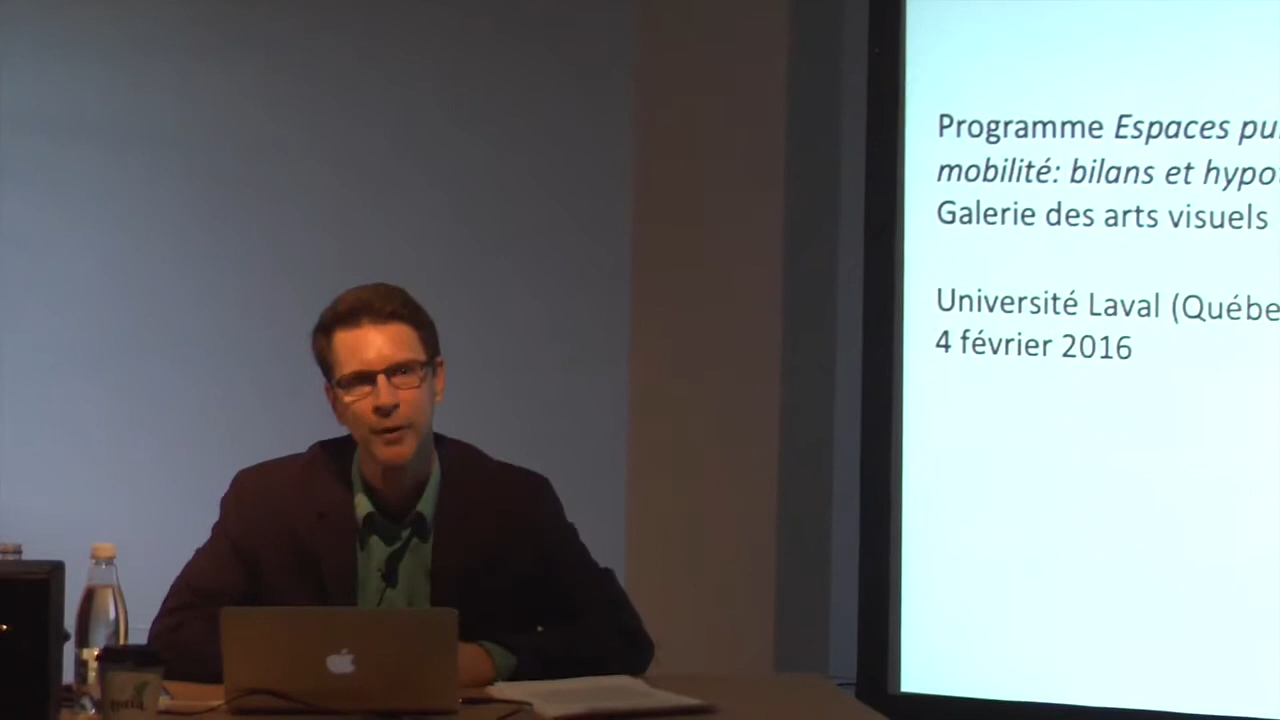 Programme Espaces pu
mobilité: bilans et hypo
Galerie des arts visuels
Université Laval (Québe
4 février 2016